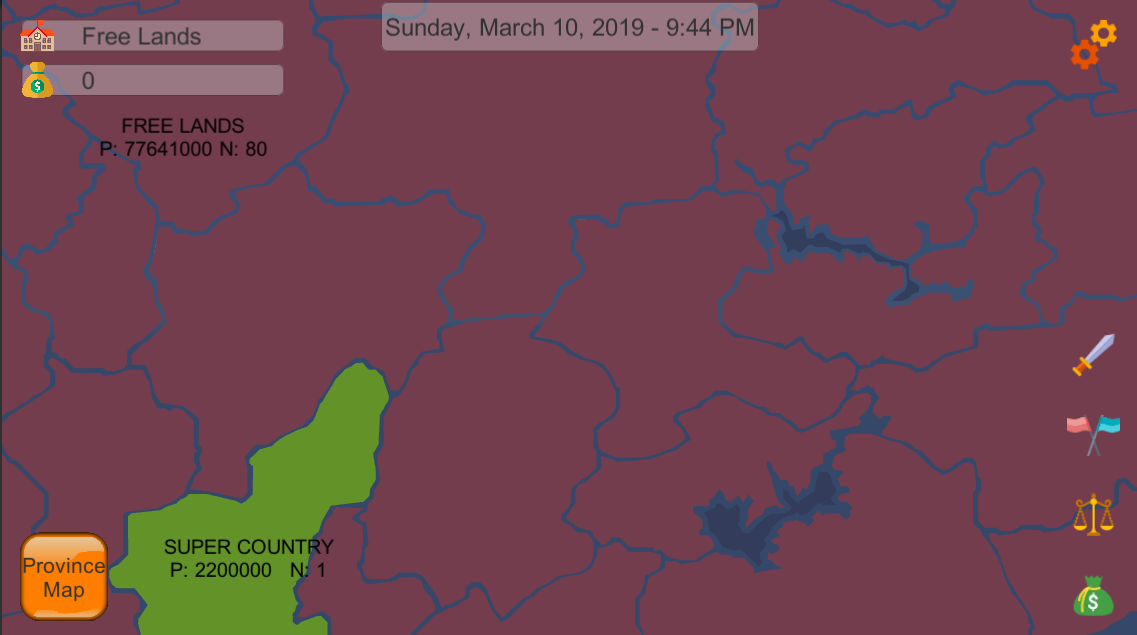 Free Lands
Sunday, March 10, 2019 - 9:44 PM
0
FREE LANDS
P: 77641000 N: 80
SUPER COUNTRY
P: 2200000 N: 1
Province
Map